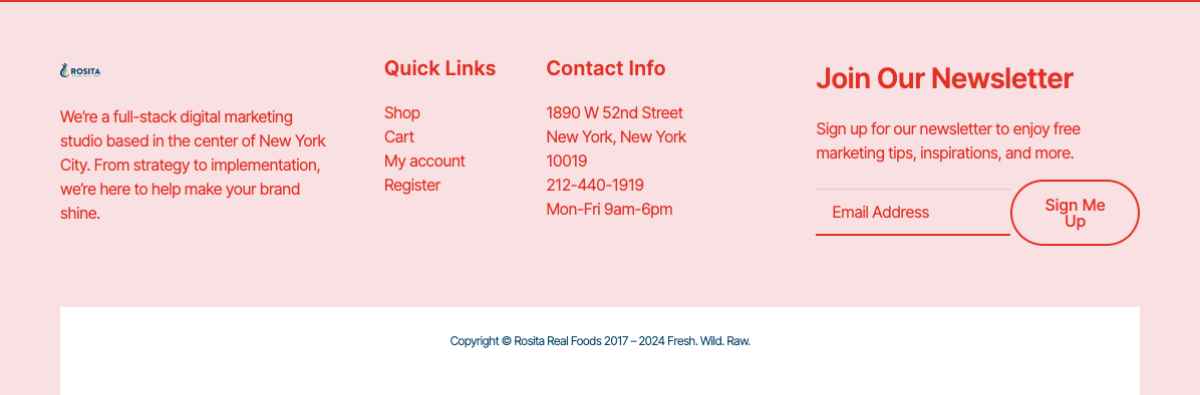 ROSITA
We're a full-stack digital marketing
studio based in the center of New York
City. From strategy to implementation,
we're here to help make your brand
shine.
Quick Links
Shop
Cart
My account
Register
Contact Info
1890 W 52nd Street
New York, New York
10019
212-440-1919
Mon-Fri 9am-6pm
Join Our Newsletter
Sign up for our newsletter to enjoy free
marketing tips, inspirations, and more.
Email Address
Sign Me
Up
Copyright © Rosita Real Foods 2017 – 2024 Fresh. Wild. Raw.